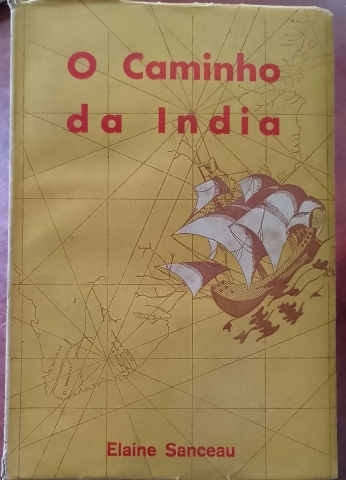 O Caminho
da India
Elaine Sanceau